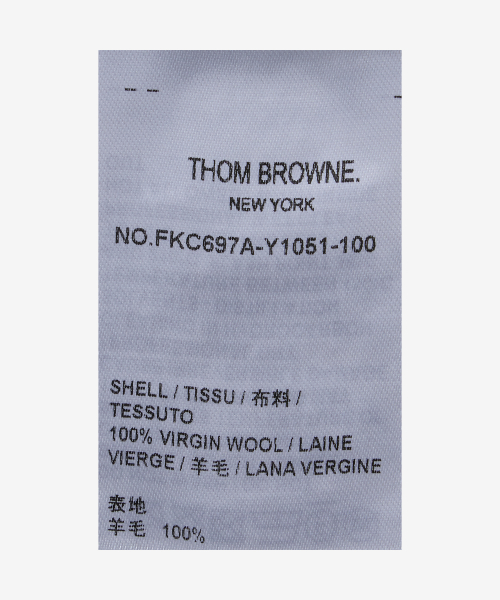 THOM BROWNE.
NEW YORK
NO.FKC697A-Y1051-100
SHELL / TISSU / 布料 /
TESSUTO
100% VIRGIN WOOL / LAINE
VIERGE / 羊毛 / LANA VERGINE
表地
羊毛 100%